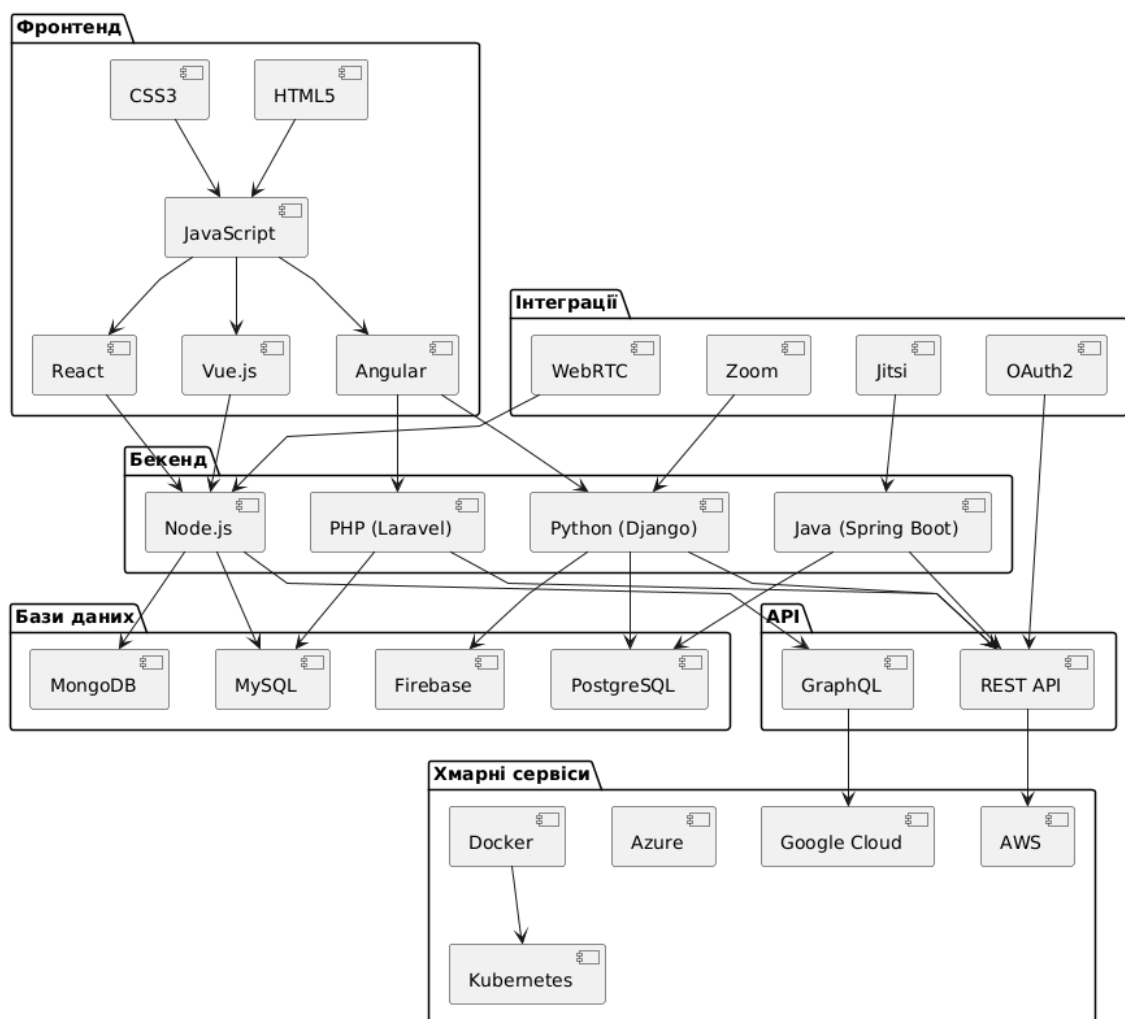 Фронтенд
CSS3
HTML5
JavaScript
React
Vue.js
Angular
Інтеграції
WebRTC
Zoom
Jitsi
OAuth2
Бекенд
Node.js
PHP (Laravel)
Python (Django)
Java (Spring Boot)
Бази даних
MongoDB
MySQL
Firebase
PostgreSQL
API
GraphQL
REST API
Хмарні сервіси
Docker
Azure
Google Cloud
AWS
Kubernetes